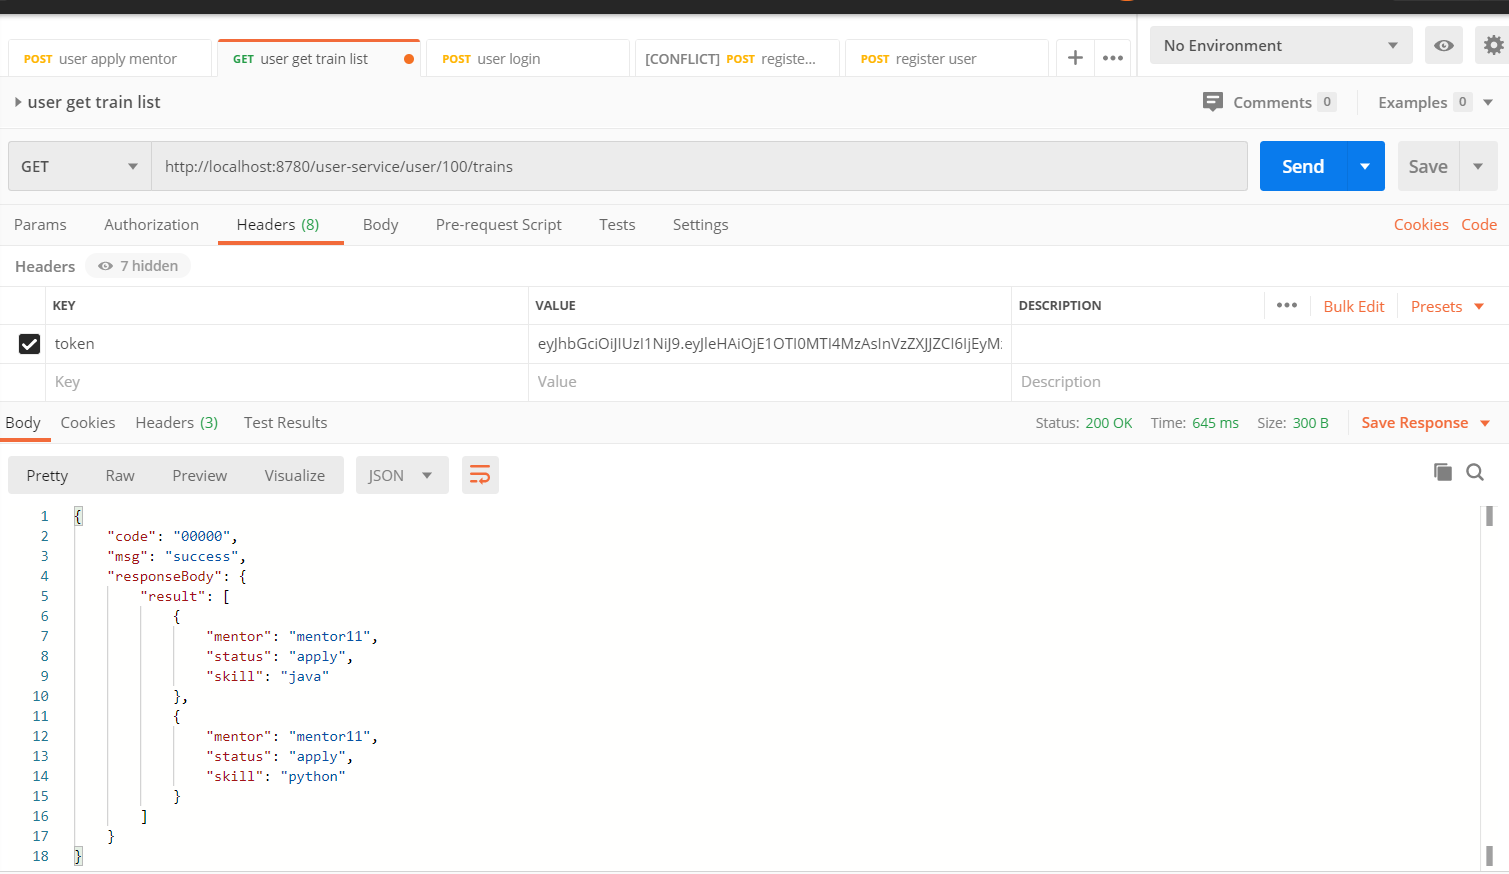 POST user apply mentor GET user get train list POST user login [CONFLICT] POST registe... POST register user ••• No Environment
user get train list Comments 0 Examples 0
GET http://localhost:8780/user-service/user/100/trains Send Save
Params Authorization Headers (8) Body Pre-request Script Tests Settings Cookies Code
Headers 7 hidden
KEY VALUE DESCRIPTION ••• Bulk Edit Presets
token eyJhbGciOiJIUzI1NiJ9.eyJleHAiOjE1OTI0MTI4MzAsInVzZXJJZCI6IjEyM
Key Value Description
Body Cookies Headers (3) Test Results Status: 200 OK Time: 645 ms Size: 300 B Save Response
Pretty Raw Preview Visualize JSON
1 {
2 "code": "00000",
3 "msg": "success",
4 "responseBody": {
5 "result": [
6 {
7 "mentor": "mentor11",
8 "status": "apply",
9 "skill": "java"
10 },
11 {
12 "mentor": "mentor11",
13 "status": "apply",
14 "skill": "python"
15 }
16 ]
17 }
18 }